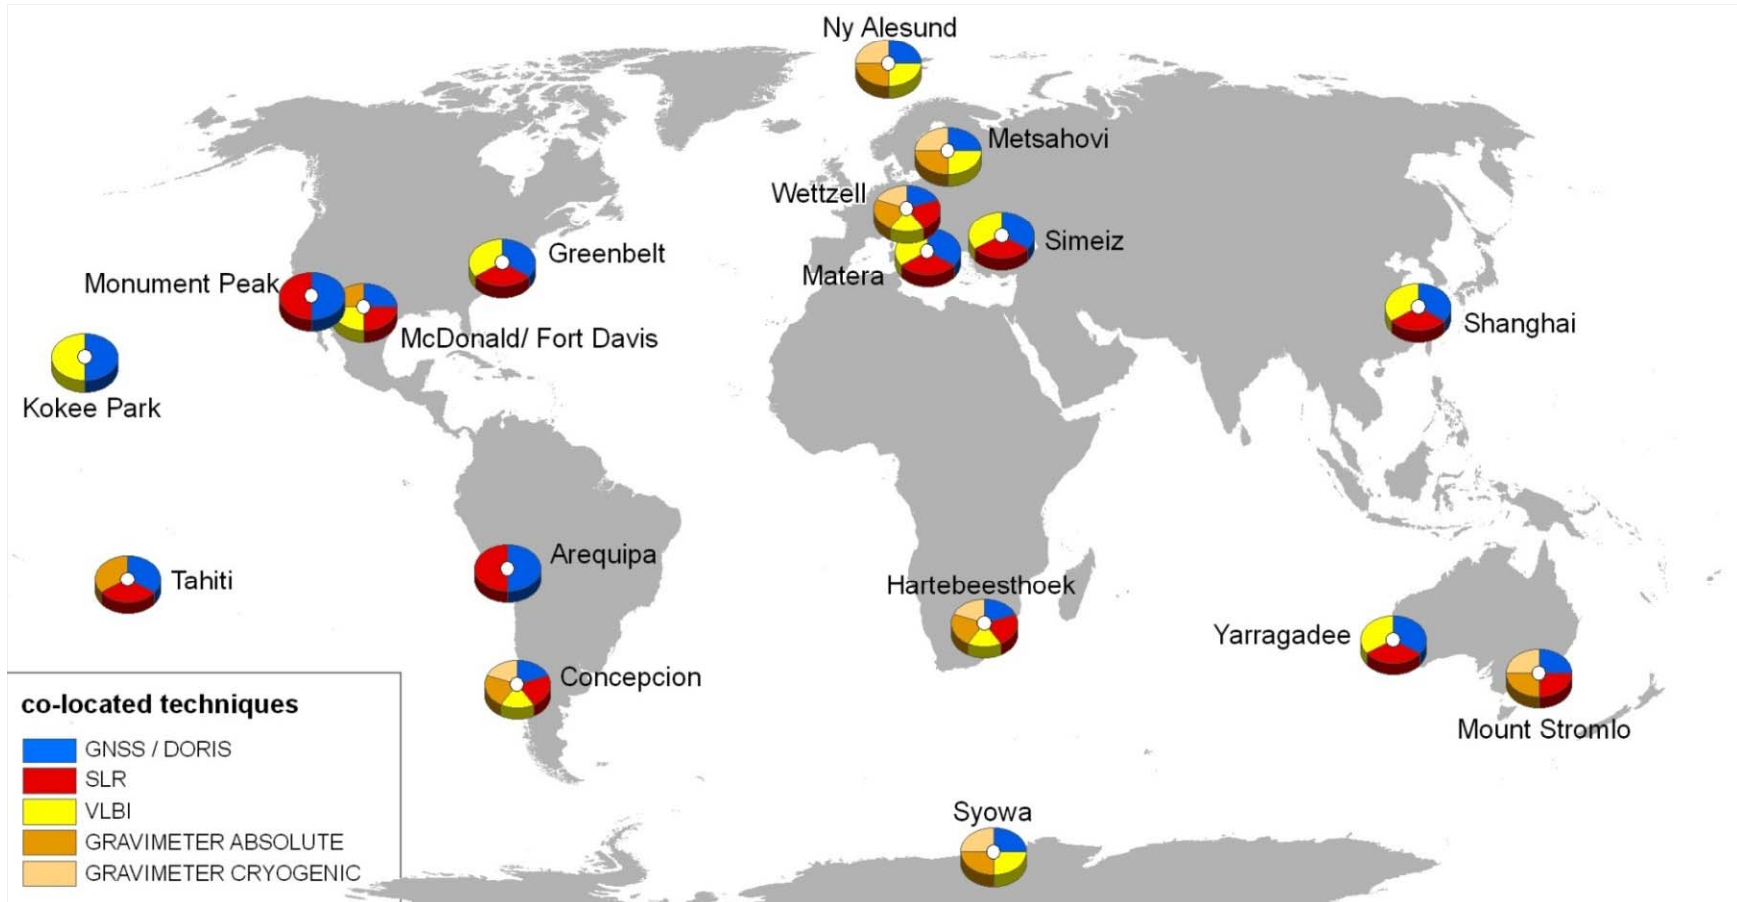 Ny Alesund
Metsahovi
Wettzell
Simeiz
Greenbelt
Matera
Monument Peak
Shanghai
McDonald/ Fort Davis
Kokee Park
Arequipa
Tahiti
Hartebeesthoek
Yarragadee
Concepcion
Mount Stromlo
Syowa
co-located techniques
GNSS / DORIS
SLR
VLBI
GRAVIMETER ABSOLUTE
GRAVIMETER CRYOGENIC